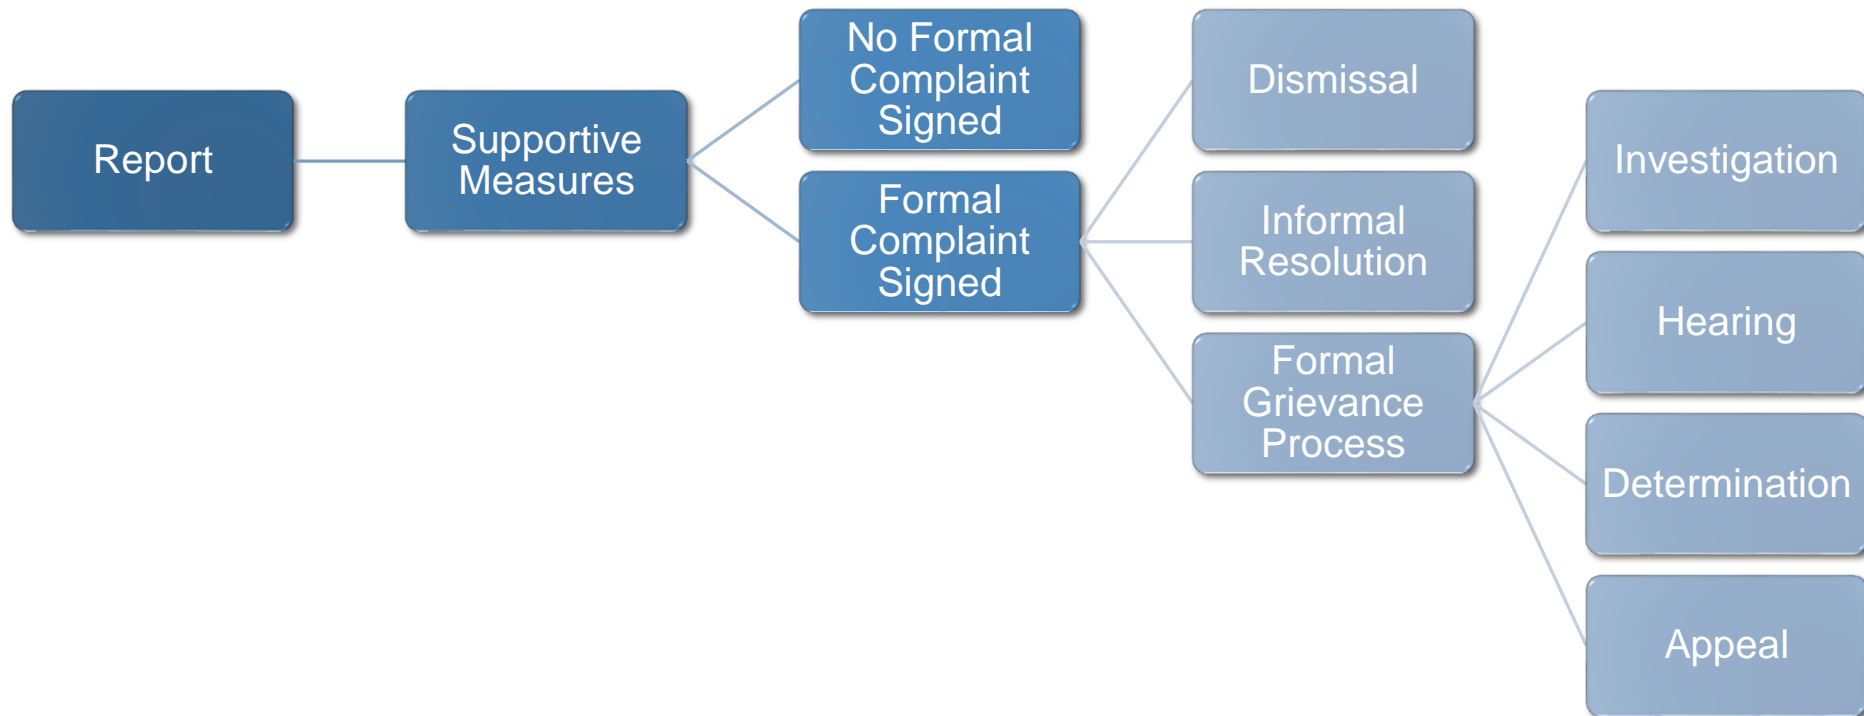 Report
Supportive
Measures
No Formal
Complaint
Signed
Formal
Complaint
Signed
Dismissal
Informal
Resolution
Formal
Grievance
Process
Investigation
Hearing
Determination
Appeal